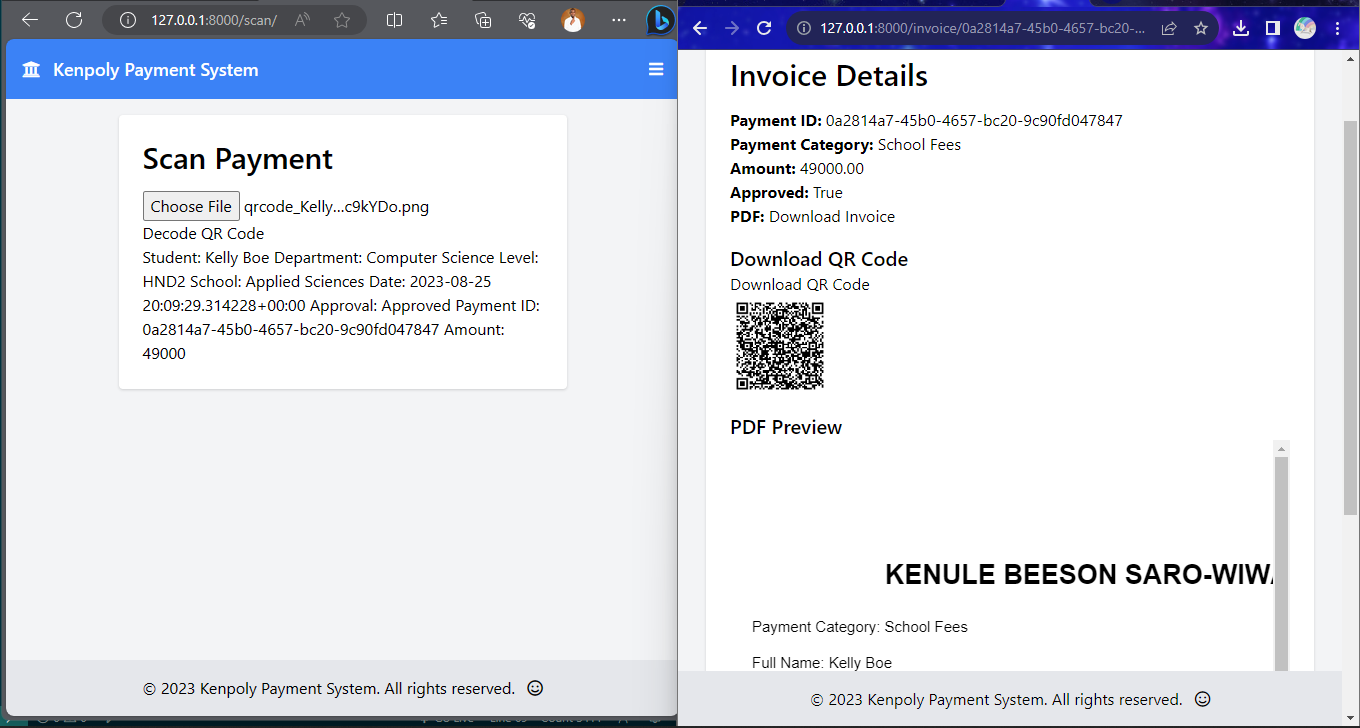 127.0.0.1:8000/scan/
Kenpoly Payment System
Scan Payment
Choose File qrcode_Kelly...c9kYDo.png
Decode QR Code
Student: Kelly Boe Department: Computer Science Level:
HND2 School: Applied Sciences Date: 2023-08-25
20:09:29.314228+00:00 Approval: Approved Payment ID:
0a2814a7-45b0-4657-bc20-9c90fd047847 Amount:
49000
© 2023 Kenpoly Payment System. All rights reserved.
127.0.0.1:8000/invoice/0a2814a7-45b0-4657-bc20-...
Invoice Details
Payment ID: 0a2814a7-45b0-4657-bc20-9c90fd047847
Payment Category: School Fees
Amount: 49000.00
Approved: True
PDF: Download Invoice
Download QR Code
Download QR Code
PDF Preview
KENULE BEESON SARO-WIWA
Payment Category: School Fees
Full Name: Kelly Boe
© 2023 Kenpoly Payment System. All rights reserved.